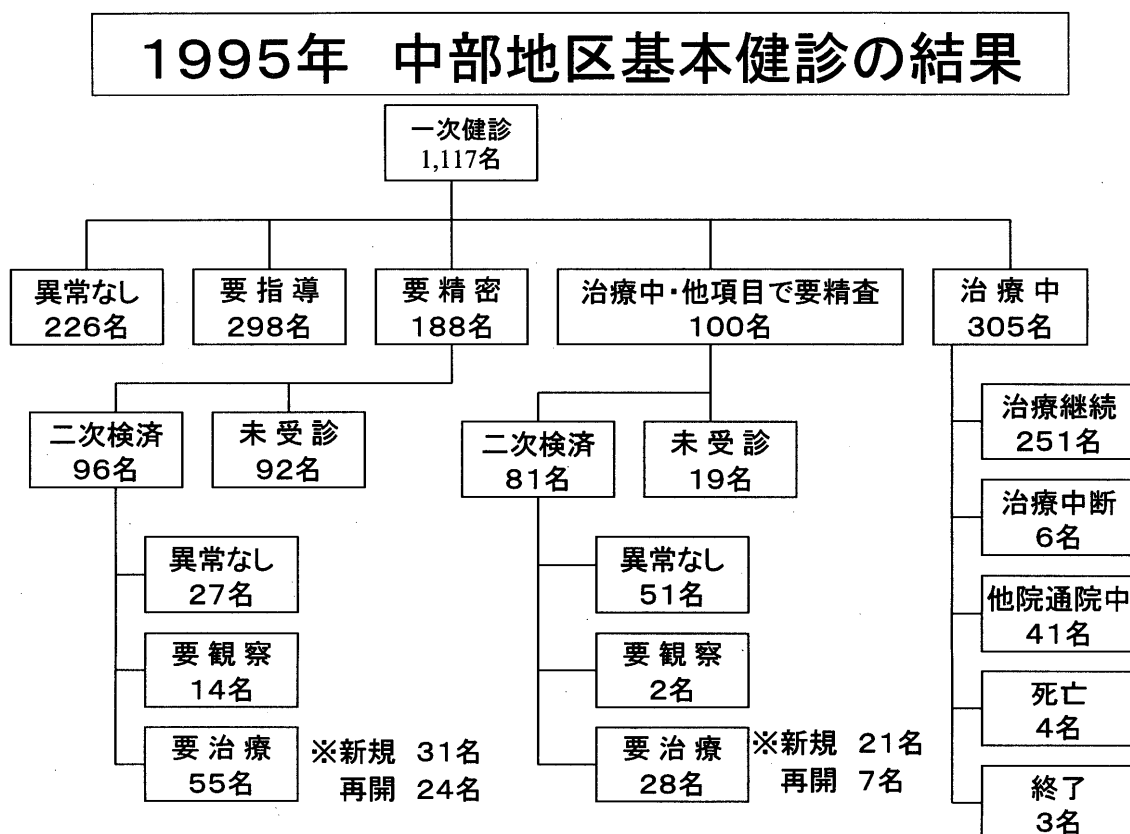 1995年 中部地区基本健診の結果
一次健診
1,117名
異常なし
226名
要指導
298名
要精密
188名
治療中・他項目で要精査
100名
治療中
305名
二次検済
96名
未受診
92名
二次検済
81名
未受診
19名
治療継続
251名
治療中断
6名
他院通院中
41名
死亡
4名
終了
3名
異常なし
27名
要観察
14名
要治療
55名
※新規 31名
再開 24名
異常なし
51名
要観察
2名
要治療
28名
※新規 21名
再開 7名